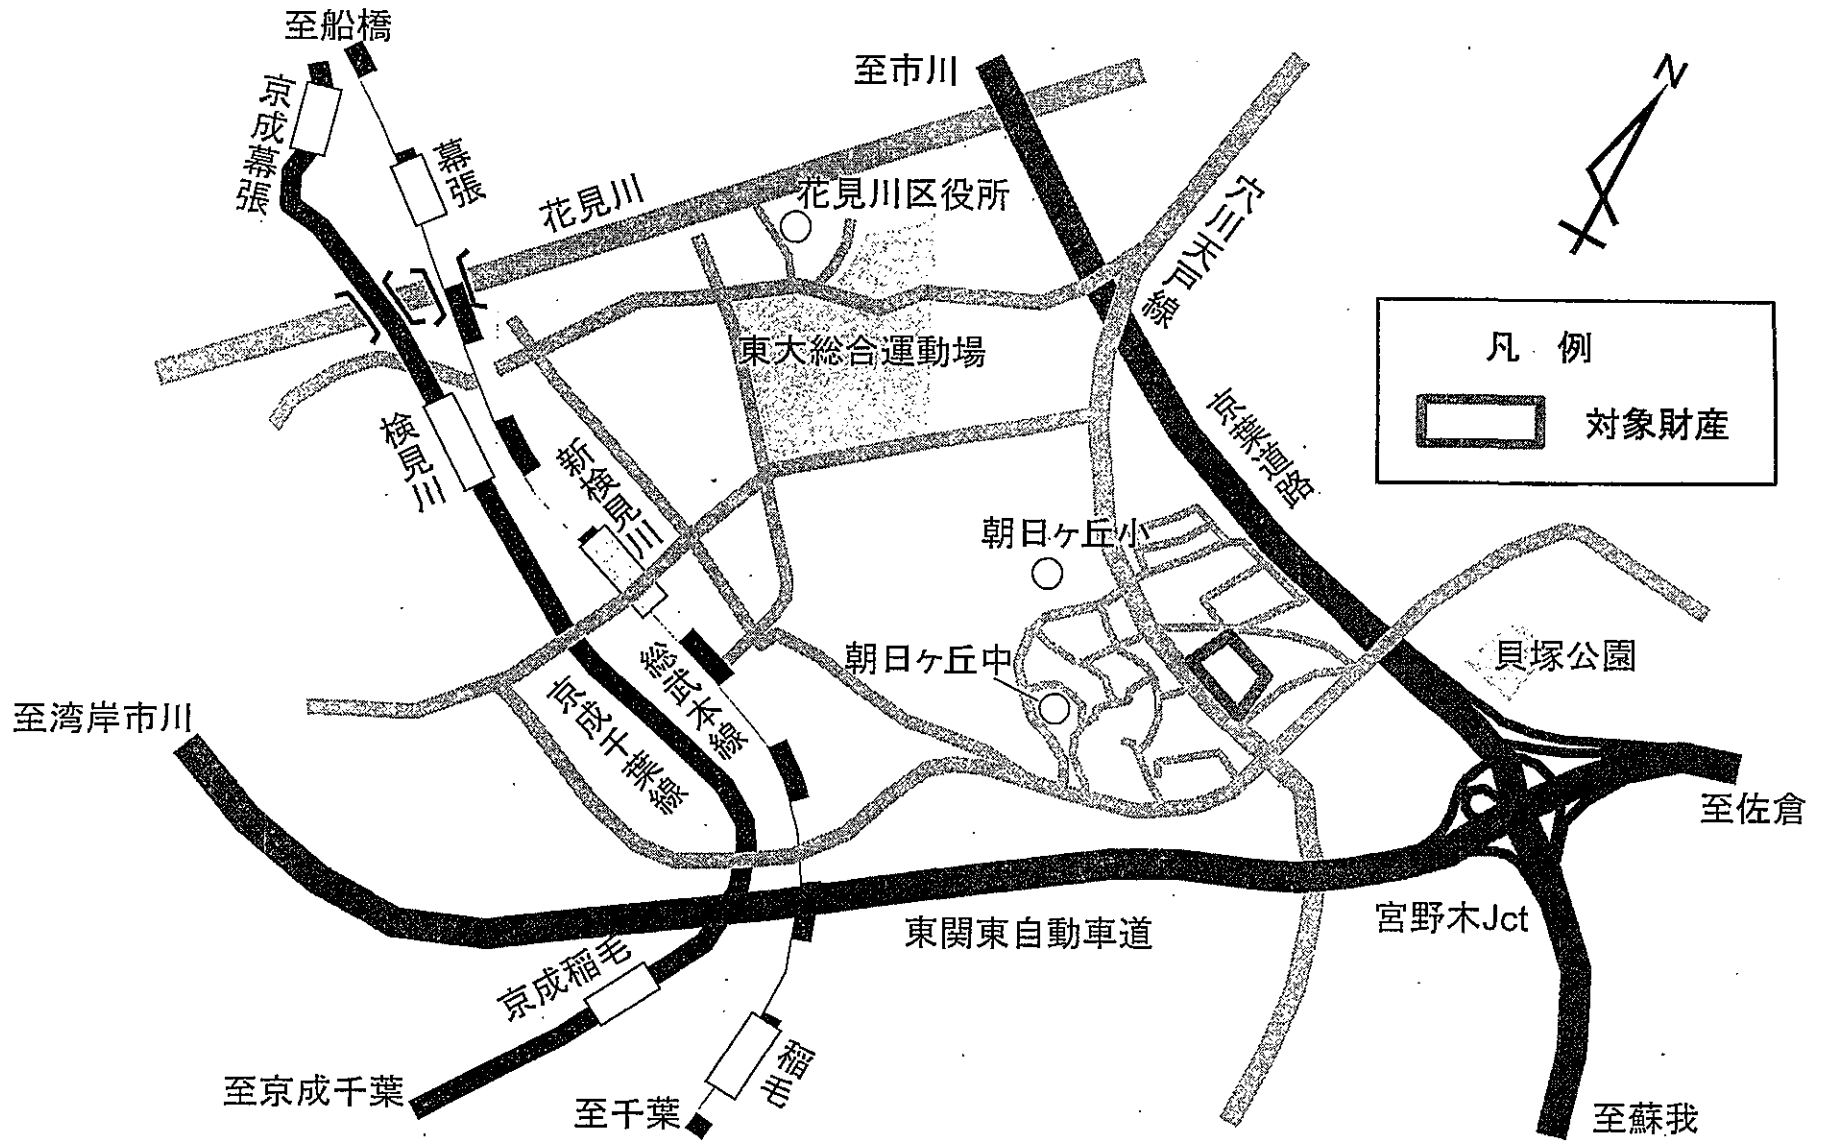 至船橋
至市川
N
京成幕張
幕張
花見川
花見川区役所
穴川天戸線
凡 例
対象財産
東大総合運動場
京葉道路
検見川
新検見川
朝日ヶ丘小
朝日ヶ丘中
貝塚公園
総武本線
京成千葉線
至湾岸市川
至佐倉
宮野木Jct
東関東自動車道
京成稲毛
稲毛
至京成千葉
至千葉
至蘇我